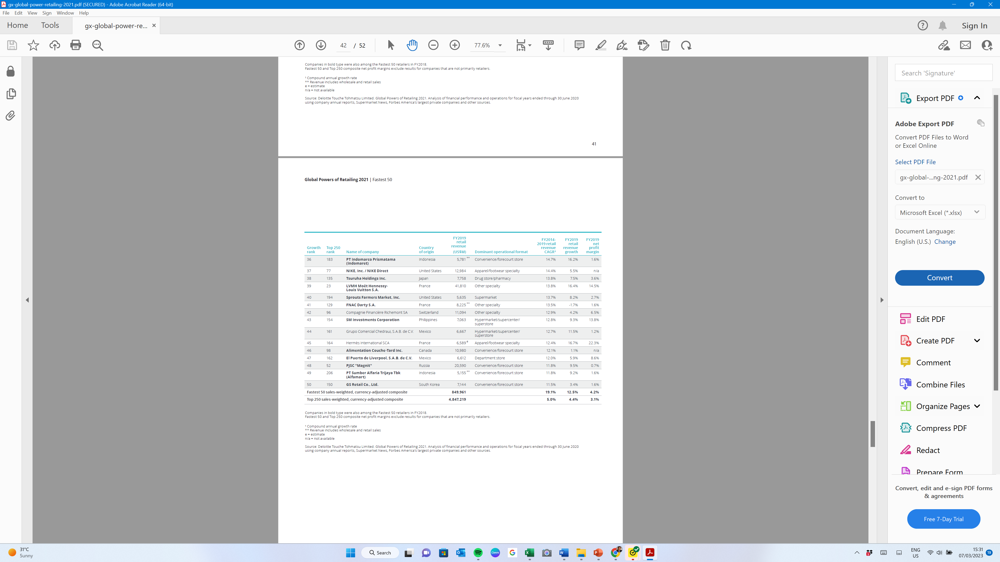 gx-global-power-retailing-2021.pdf (SECURED) - Adobe Acrobat Reader (64-bit)
File Edit View Sign Window Help
Home Tools gx-global-power-re... × Sign In
42 / 52 77.6%
Companies in bold type were also among the Fastest 50 retailers in FY2018.
Fastest 50 and Top 250 composite net profit margins exclude results for companies that are not primarily retailers.
¹ Compound annual growth rate
** Revenue includes wholesale and retail sales
e = estimate
n/a = not available
Source: Deloitte Touche Tohmatsu Limited. Global Powers of Retailing 2021. Analysis of financial performance and operations for fiscal years ended through 30 June 2020
using company annual reports, Supermarket News, Forbes America's largest private companies and other sources.
41
Global Powers of Retailing 2021 | Fastest 50
Growth rank Top 250 rank Name of company Country of origin FY2019 retail revenue (US$M) Dominant operational format FY2014-2019 retail revenue CAGR¹ FY2019 retail revenue growth FY2019 net profit margin
36 183 PT Indomarco Prismatama (Indomaret) Indonesia 5,781 ** Convenience/forecourt store 14.7% 16.2% 1.6%
37 77 NIKE, Inc. / NIKE Direct United States 12,984 Apparel/footwear specialty 14.4% 5.5% n/a
38 135 Tsuruha Holdings Inc. Japan 7,758 Drug store/pharmacy 13.8% 7.5% 3.6%
39 23 LVMH Moët Hennessy-Louis Vuitton S.A. France 41,810 Other specialty 13.8% 16.4% 14.5%
40 194 Sprouts Farmers Market, Inc. United States 5,635 Supermarket 13.7% 8.2% 2.7%
41 129 FNAC Darty S.A. France 8,225 ** Other specialty 13.5% -1.7% 1.6%
42 96 Compagnie Financière Richemont SA Switzerland 11,094 Other specialty 12.9% 4.2% 6.5%
43 154 SM Investments Corporation Philippines 7,063 Hypermarket/supercenter/superstore 12.8% 9.3% 13.8%
44 161 Grupo Comercial Chedraui, S.A.B. de C.V. Mexico 6,667 Hypermarket/supercenter/superstore 12.7% 11.5% 1.2%
45 164 Hermès International SCA France 6,589 e Apparel/footwear specialty 12.4% 16.7% 22.3%
46 98 Alimentation Couche-Tard Inc. Canada 10,980 Convenience/forecourt store 12.1% 1.1% n/a
47 162 El Puerto de Liverpool, S.A.B. de C.V. Mexico 6,612 Department store 12.0% 5.9% 8.6%
48 52 PJSC "Magnit" Russia 20,590 Convenience/forecourt store 11.8% 9.5% 0.7%
49 206 PT Sumber Alfaria Trijaya Tbk (Alfamart) Indonesia 5,155 ** Convenience/forecourt store 11.8% 9.2% 1.6%
50 150 GS Retail Co., Ltd. South Korea 7,144 Convenience/forecourt store 11.5% 3.4% 1.6%
Fastest 50 sales-weighted, currency-adjusted composite 849,961 19.1% 12.5% 4.2%
Top 250 sales-weighted, currency-adjusted composite 4,847,219 5.0% 4.4% 3.1%
Companies in bold type were also among the Fastest 50 retailers in FY2018.
Fastest 50 and Top 250 composite net profit margins exclude results for companies that are not primarily retailers.
¹ Compound annual growth rate
** Revenue includes wholesale and retail sales
e = estimate
n/a = not available
Source: Deloitte Touche Tohmatsu Limited. Global Powers of Retailing 2021. Analysis of financial performance and operations for fiscal years ended through 30 June 2020
using company annual reports, Supermarket News, Forbes America's largest private companies and other sources.
Search 'Signature'
Export PDF
Adobe Export PDF
Convert PDF Files to Word
or Excel Online
Select PDF File
gx-global-...ng-2021.pdf
Convert to
Microsoft Excel (*.xlsx)
Document Language:
English (U.S.) Change
Convert
Edit PDF
Create PDF
Comment
Combine Files
Organize Pages
Compress PDF
Redact
Prepare Form
Convert, edit and e-sign PDF forms
& agreements
Free 7-Day Trial
31°C
Sunny
Search
ENG
US
15:31
07/03/2023
19